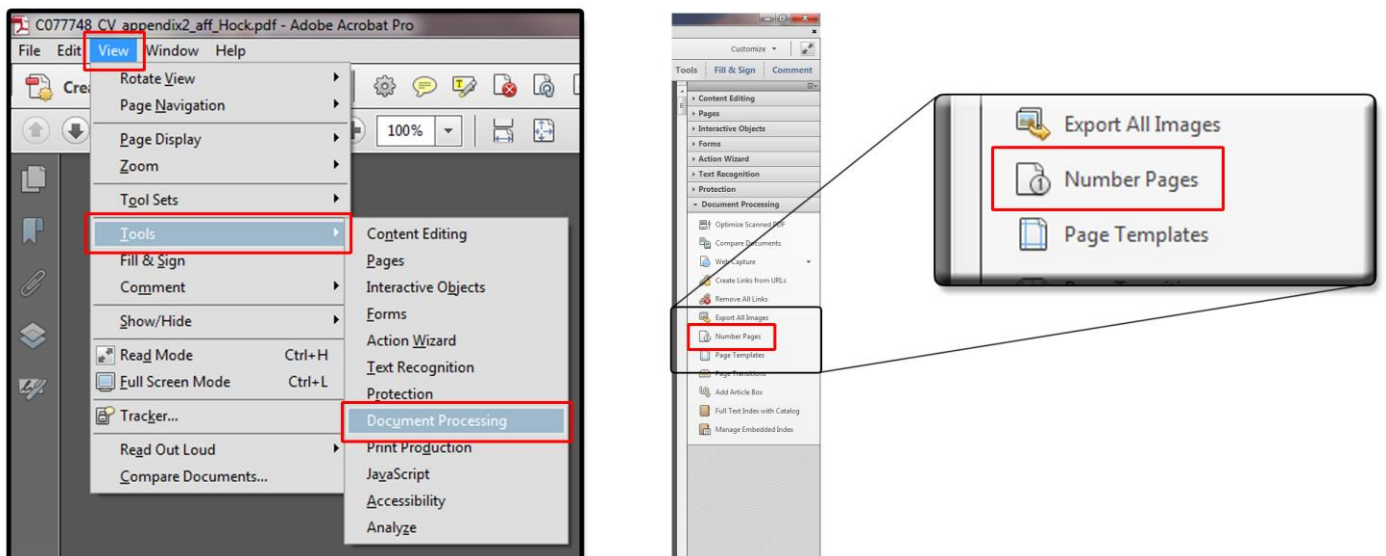 C077748_CV_appendix2_aff_Hock.pdf - Adobe Acrobat Pro
File Edit View Window Help
Rotate View
Page Navigation
100%
Page Display
Zoom
Tool Sets
Tools
Fill & Sign
Comment
Show/Hide
Read Mode Ctrl+H
Full Screen Mode Ctrl+L
Tracker...
Read Out Loud
Compare Documents...
Content Editing
Pages
Interactive Objects
Forms
Action Wizard
Text Recognition
Protection
Document Processing
Print Production
JavaScript
Accessibility
Analyze
Customize
Tools Fill & Sign Comment
Content Editing
Pages
Interactive Objects
Forms
Action Wizard
Text Recognition
Protection
Document Processing
Optimize Scanned PDF
Compare Documents
Web Capture
Create Links from URLs
Remove All Links
Export All Images
Number Pages
Page Templates
Page Transitions
Add Article Box
Full Text Index with Catalog
Manage Embedded Index
Export All Images
Number Pages
Page Templates